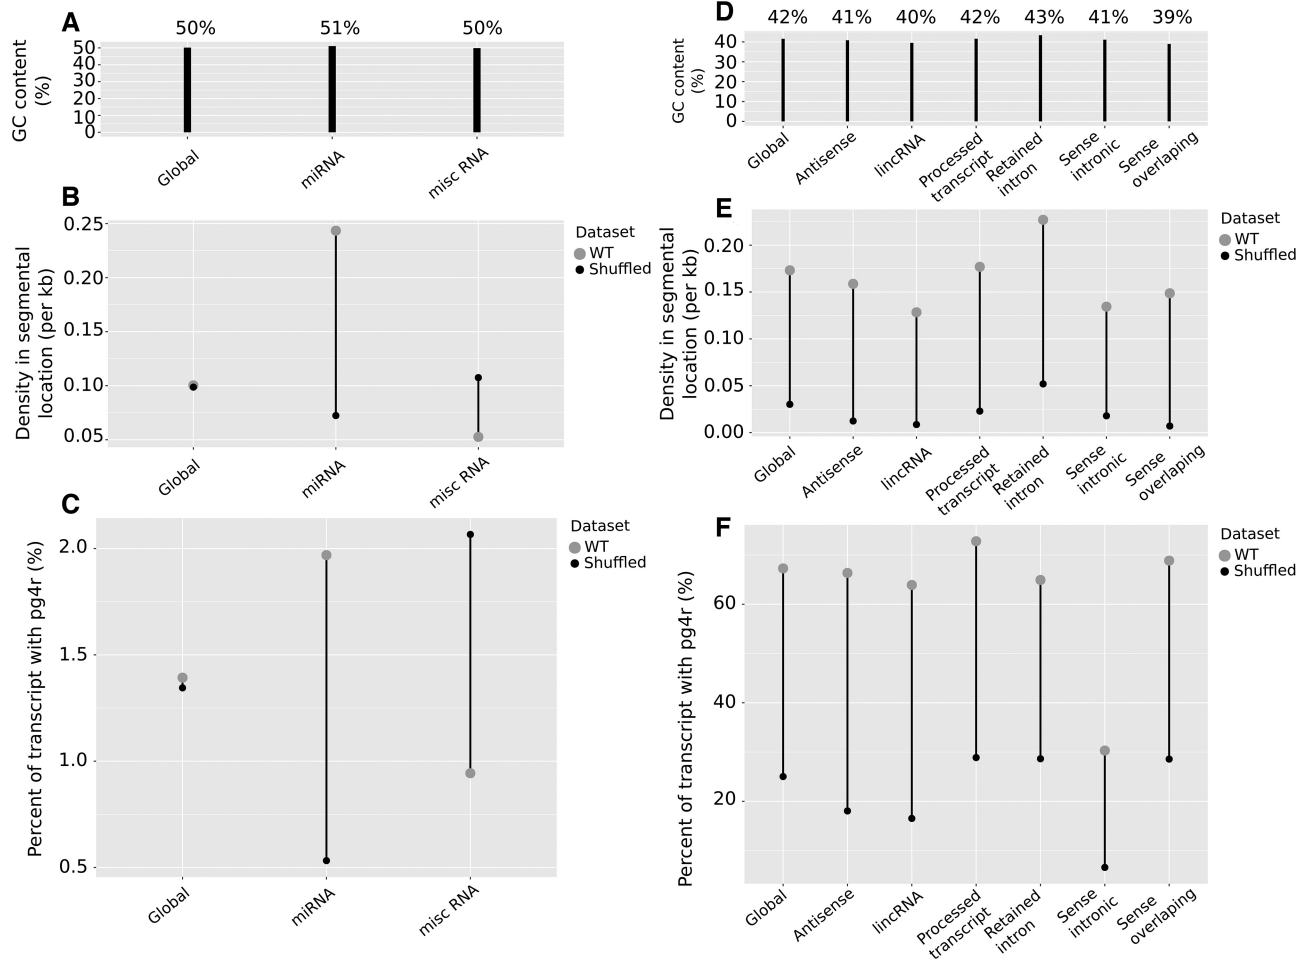 A
50%
51%
50%
GC content
(%)
50
40
30
20
10
0
Global
miRNA
misc RNA
B
Density in segmental
location (per kb)
0.25
0.20
0.15
0.10
0.05
Global
miRNA
misc RNA
Dataset
WT
Shuffled
C
Percent of transcript with pg4r (%)
2.0
1.5
1.0
0.5
Global
miRNA
misc RNA
Dataset
WT
Shuffled
D
42%
41%
40%
42%
43%
41%
39%
GC content
(%)
40
30
20
10
0
Global
Antisense
lincRNA
Processed
transcript
Retained
intron
Sense
intronic
Sense
overlaping
E
Density in segmental
location (per kb)
0.20
0.15
0.10
0.05
0.00
Global
Antisense
lincRNA
Processed
transcript
Retained
intron
Sense
intronic
Sense
overlaping
Dataset
WT
Shuffled
F
Percent of transcript with pg4r (%)
60
40
20
Global
Antisense
lincRNA
Processed
transcript
Retained
intron
Sense
intronic
Sense
overlaping
Dataset
WT
Shuffled